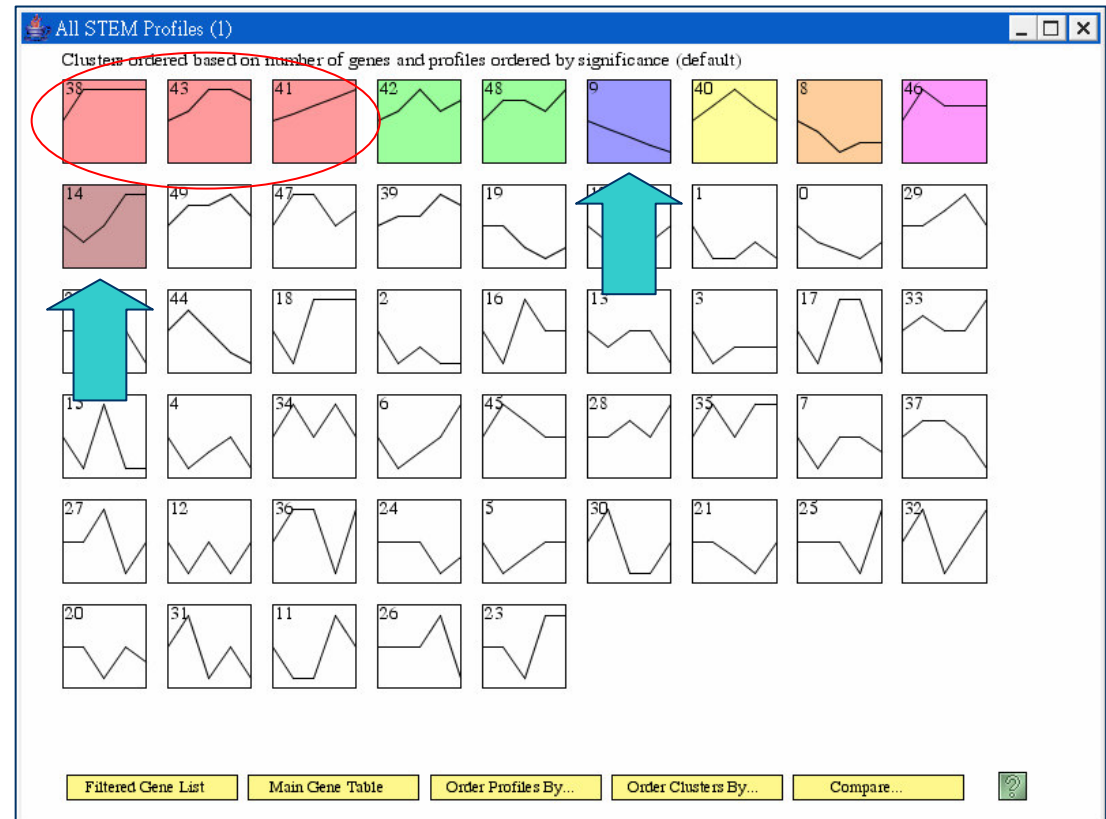 All STEM Profiles (1)
Clusters ordered based on number of genes and profiles ordered by significance (default)
38 43 41 42 48 9 40 8 46
14 49 47 39 19 1 0 29
44 18 2 16 13 3 17 33
15 4 34 6 45 28 35 7 37
27 12 36 24 5 30 21 25 32
20 31 11 26 23
Filtered Gene List Main Gene Table Order Profiles By... Order Clusters By... Compare... ?